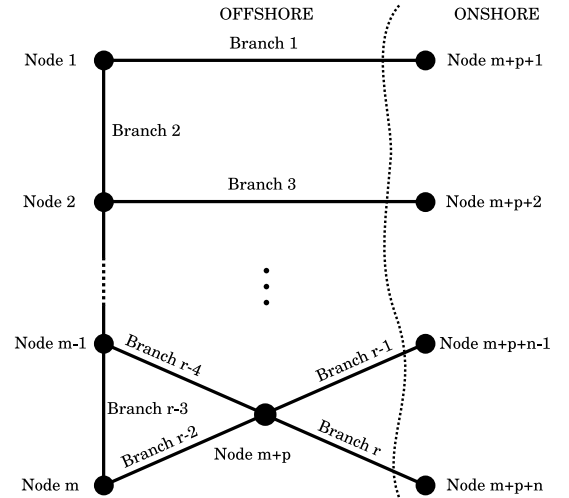 OFFSHORE
ONSHORE
Branch 1
Node 1
Node m+p+1
Branch 2
Branch 3
Node 2
Node m+p+2
Node m-1
Branch r-4
Branch r-1
Node m+p+n-1
Branch r-3
Branch r-2
Node m+p
Branch r
Node m
Node m+p+n